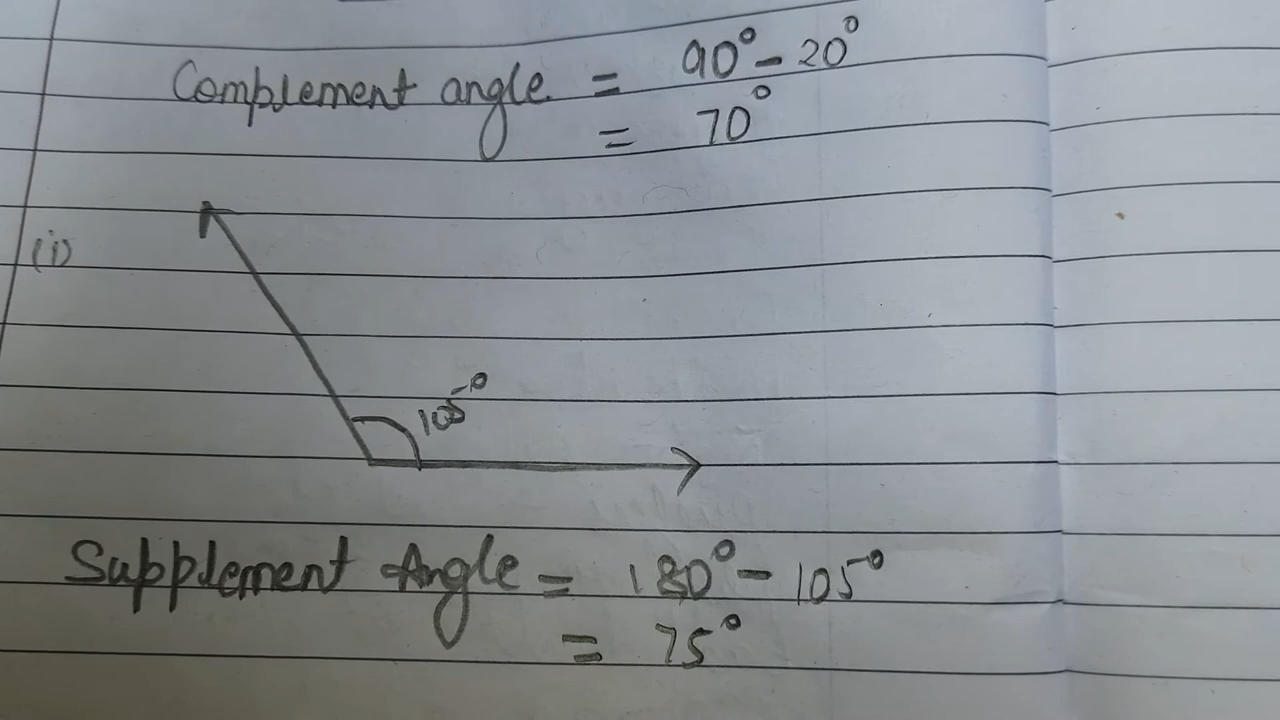 Complement angle = 90° - 20°
= 70°
(i)
105°
Supplement Angle = 180° - 105°
= 75°